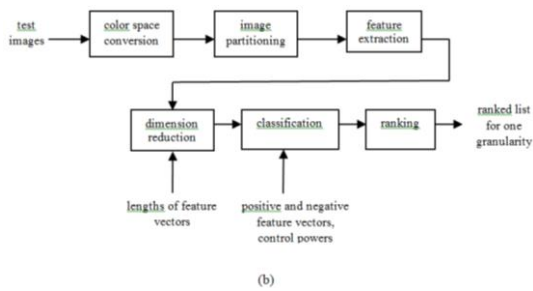 test
images
color space
conversion
image
partitioning
feature
extraction
dimension
reduction
classification
ranking
ranked list
for one
granularity
lengths of feature
vectors
positive and negative
feature vectors,
control powers
(b)